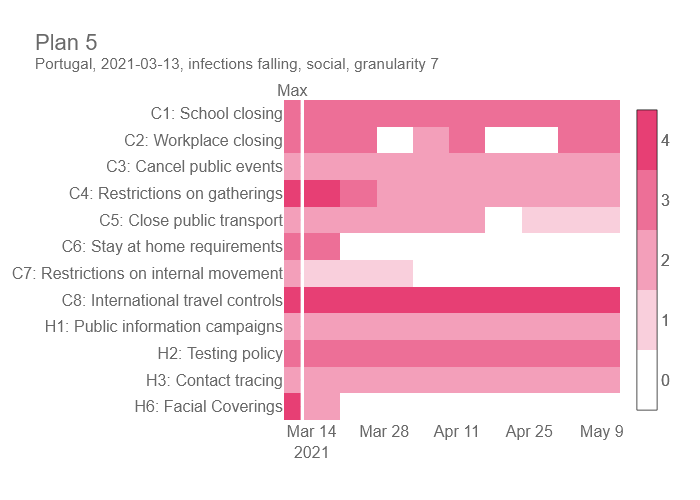 Plan 5
Portugal, 2021-03-13, infections falling, social, granularity 7
Max
C1: School closing
C2: Workplace closing
C3: Cancel public events
C4: Restrictions on gatherings
C5: Close public transport
C6: Stay at home requirements
C7: Restrictions on internal movement
C8: International travel controls
H1: Public information campaigns
H2: Testing policy
H3: Contact tracing
H6: Facial Coverings
4
3
2
1
0
Mar 14 Mar 28 Apr 11 Apr 25 May 9
2021